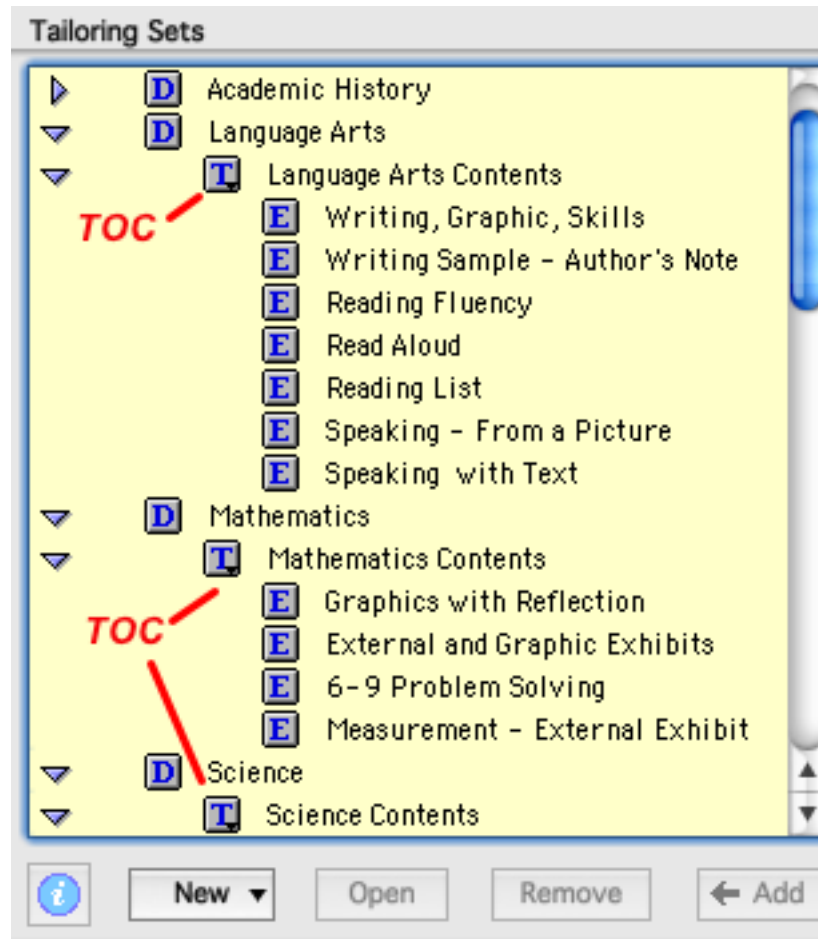 Tailoring Sets
D Academic History
D Language Arts
T Language Arts Contents
TOC
E Writing, Graphic, Skills
E Writing Sample - Author's Note
E Reading Fluency
E Read Aloud
E Reading List
E Speaking - From a Picture
E Speaking with Text
D Mathematics
T Mathematics Contents
E Graphics with Reflection
TOC
E External and Graphic Exhibits
E 6-9 Problem Solving
E Measurement - External Exhibit
D Science
T Science Contents
i New Open Remove Add